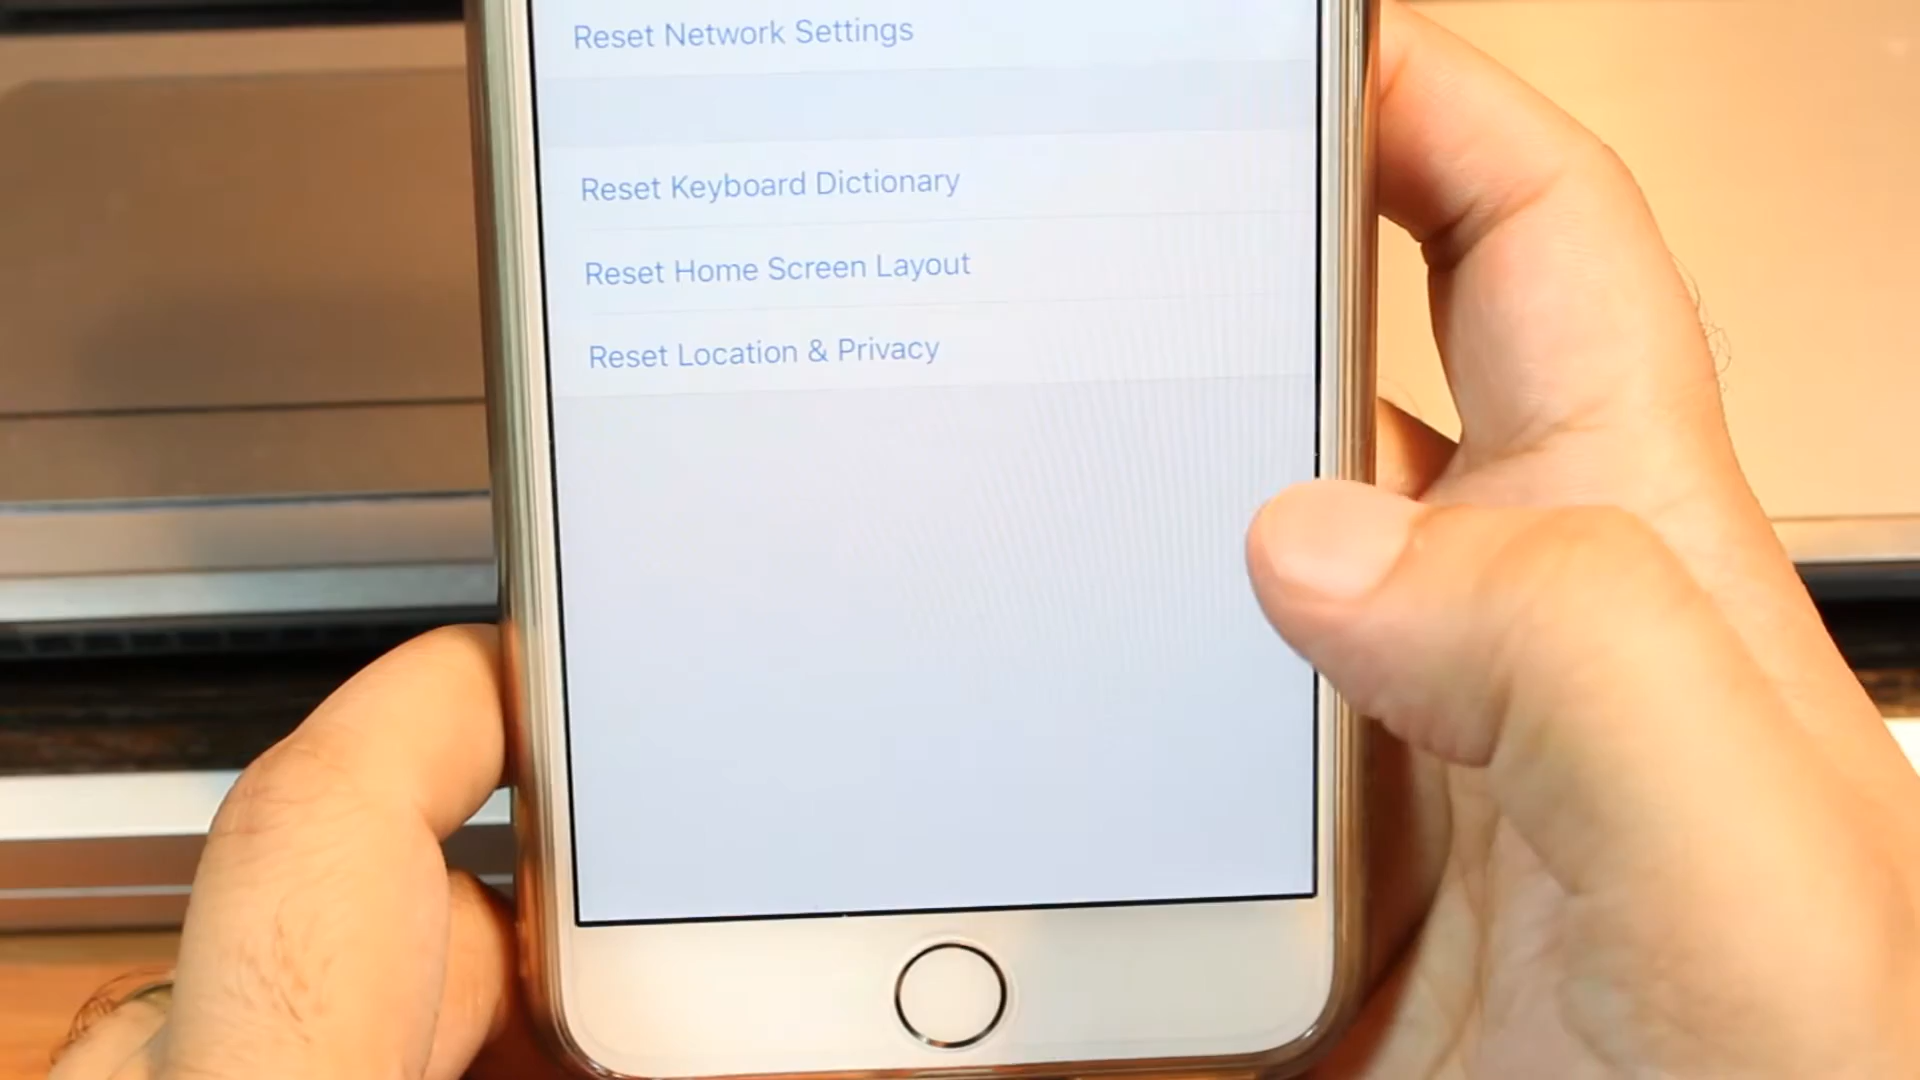 Reset Network Settings
Reset Keyboard Dictionary
Reset Home Screen Layout
Reset Location & Privacy